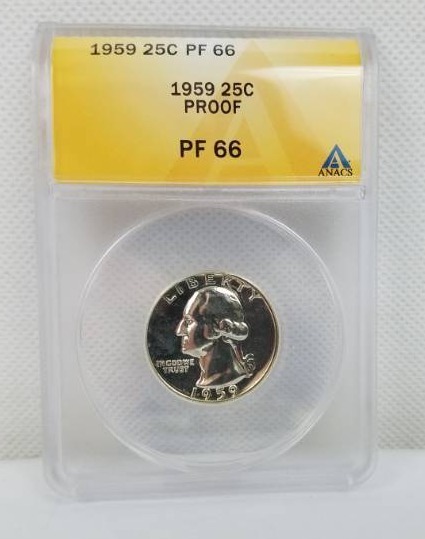 1959 25C PF 66
1959 25C
PROOF
PF 66
ANACS
LIBERTY
IN GOD WE
TRUST
1959